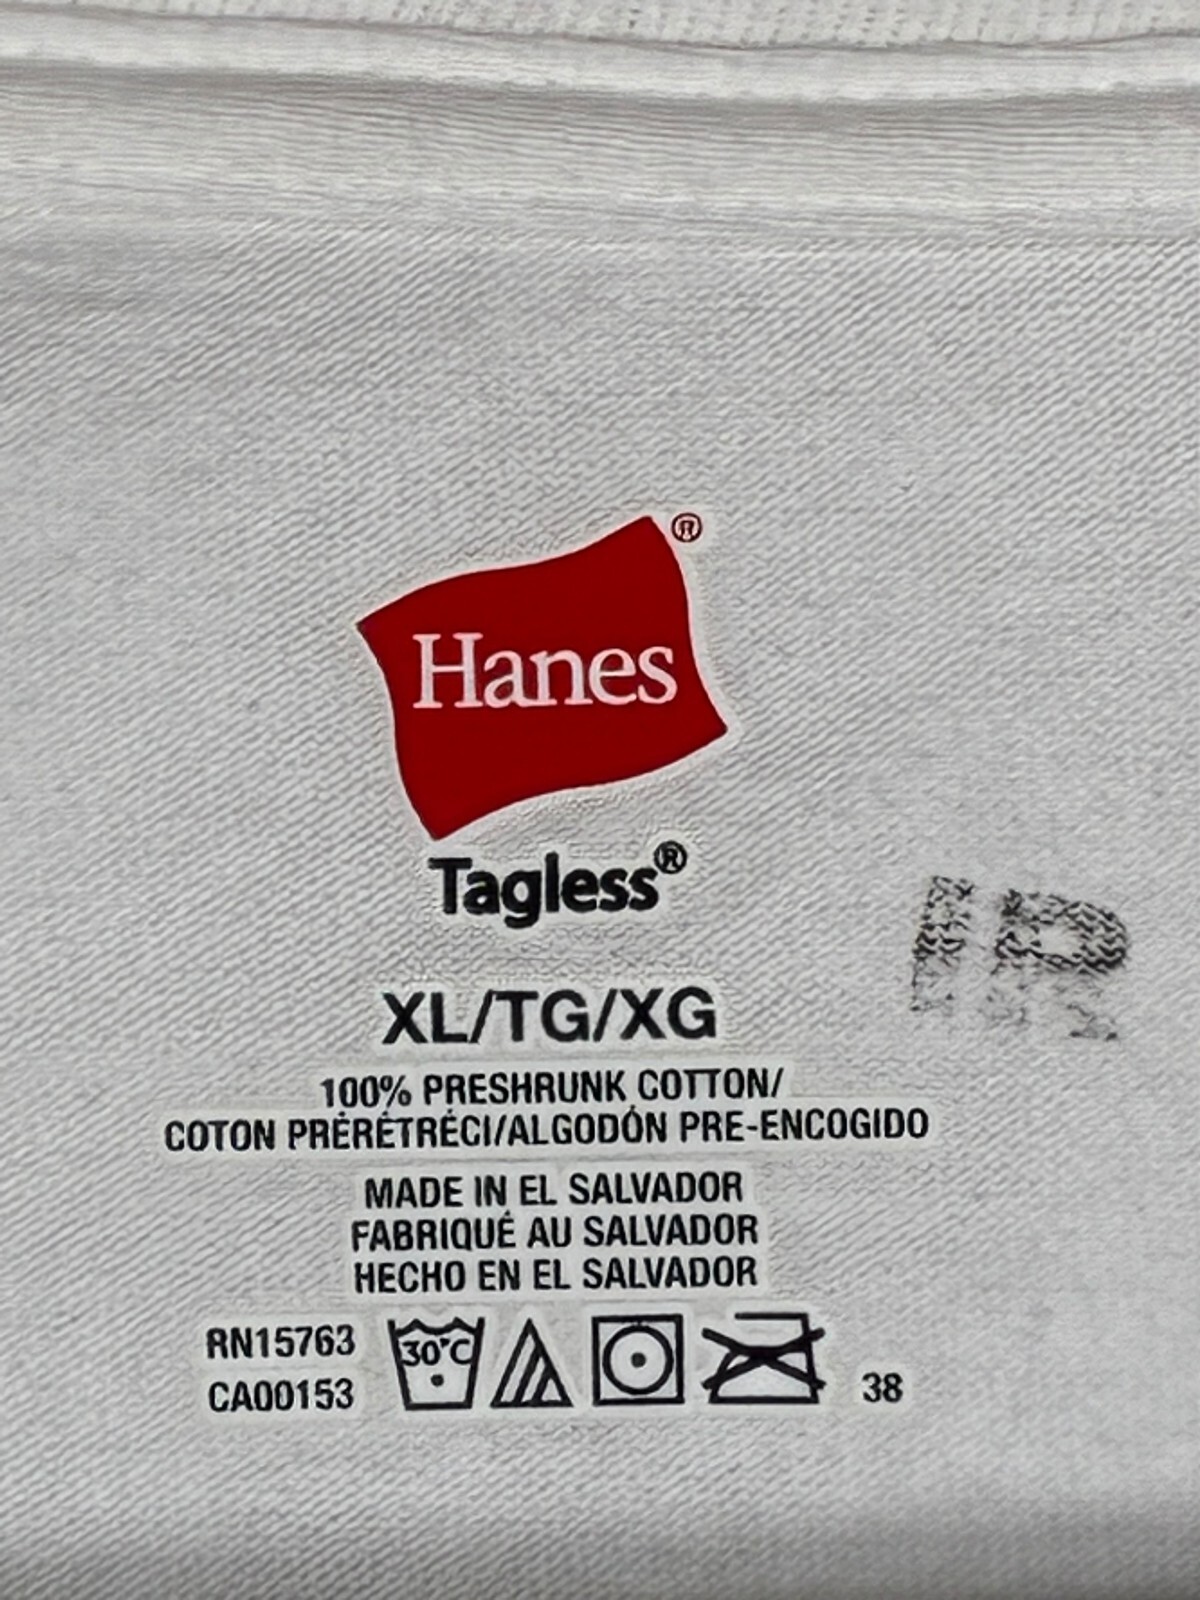 Hanes®
Tagless®
XL/TG/XG
100% PRESHRUNK COTTON/
COTON PRÉRÉTRÉCI/ALGODÓN PRE-ENCOGIDO
MADE IN EL SALVADOR
FABRIQUÉ AU SALVADOR
HECHO EN EL SALVADOR
RN15763
CA00153
30°C
38